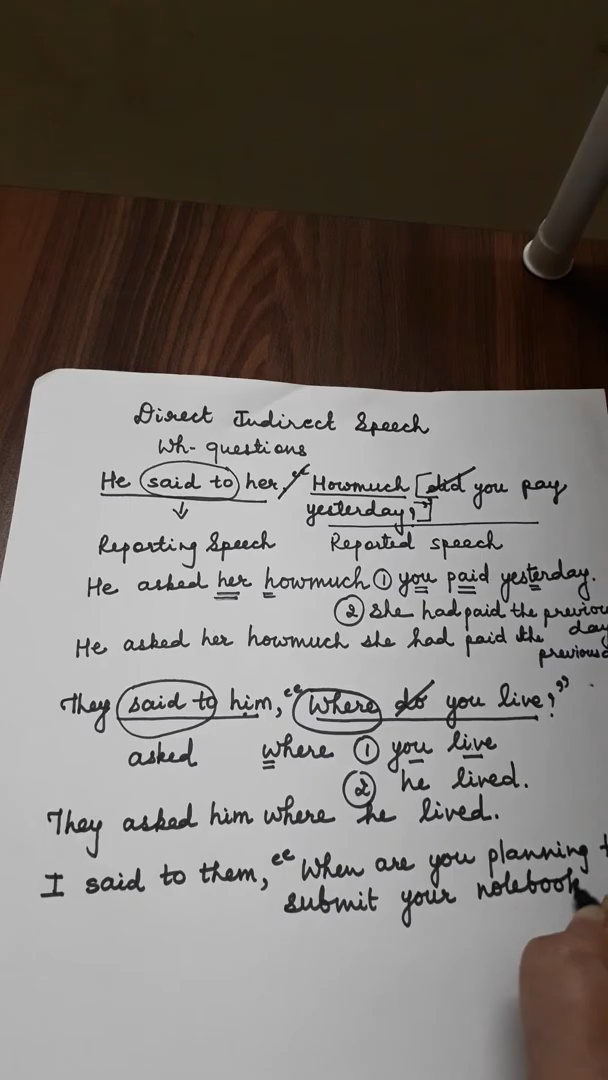 Direct Indirect Speech
Wh- questions
He said to her, “Howmuch [did you pay
yesterday?”]
Reporting Speech Reported speech
He asked her howmuch ① you paid yesterday.
② She had paid the previous
day
He asked her howmuch she had paid the
previous
They said to him, “Where do you live?”
asked where ① you live
② he lived.
They asked him where he lived.
I said to them, “When are you planning
submit your notebook